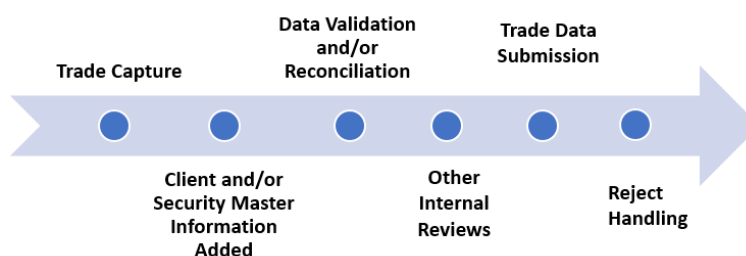 Trade Capture
Client and/or
Security Master
Information
Added
Data Validation
and/or
Reconciliation
Other
Internal
Reviews
Trade Data
Submission
Reject
Handling